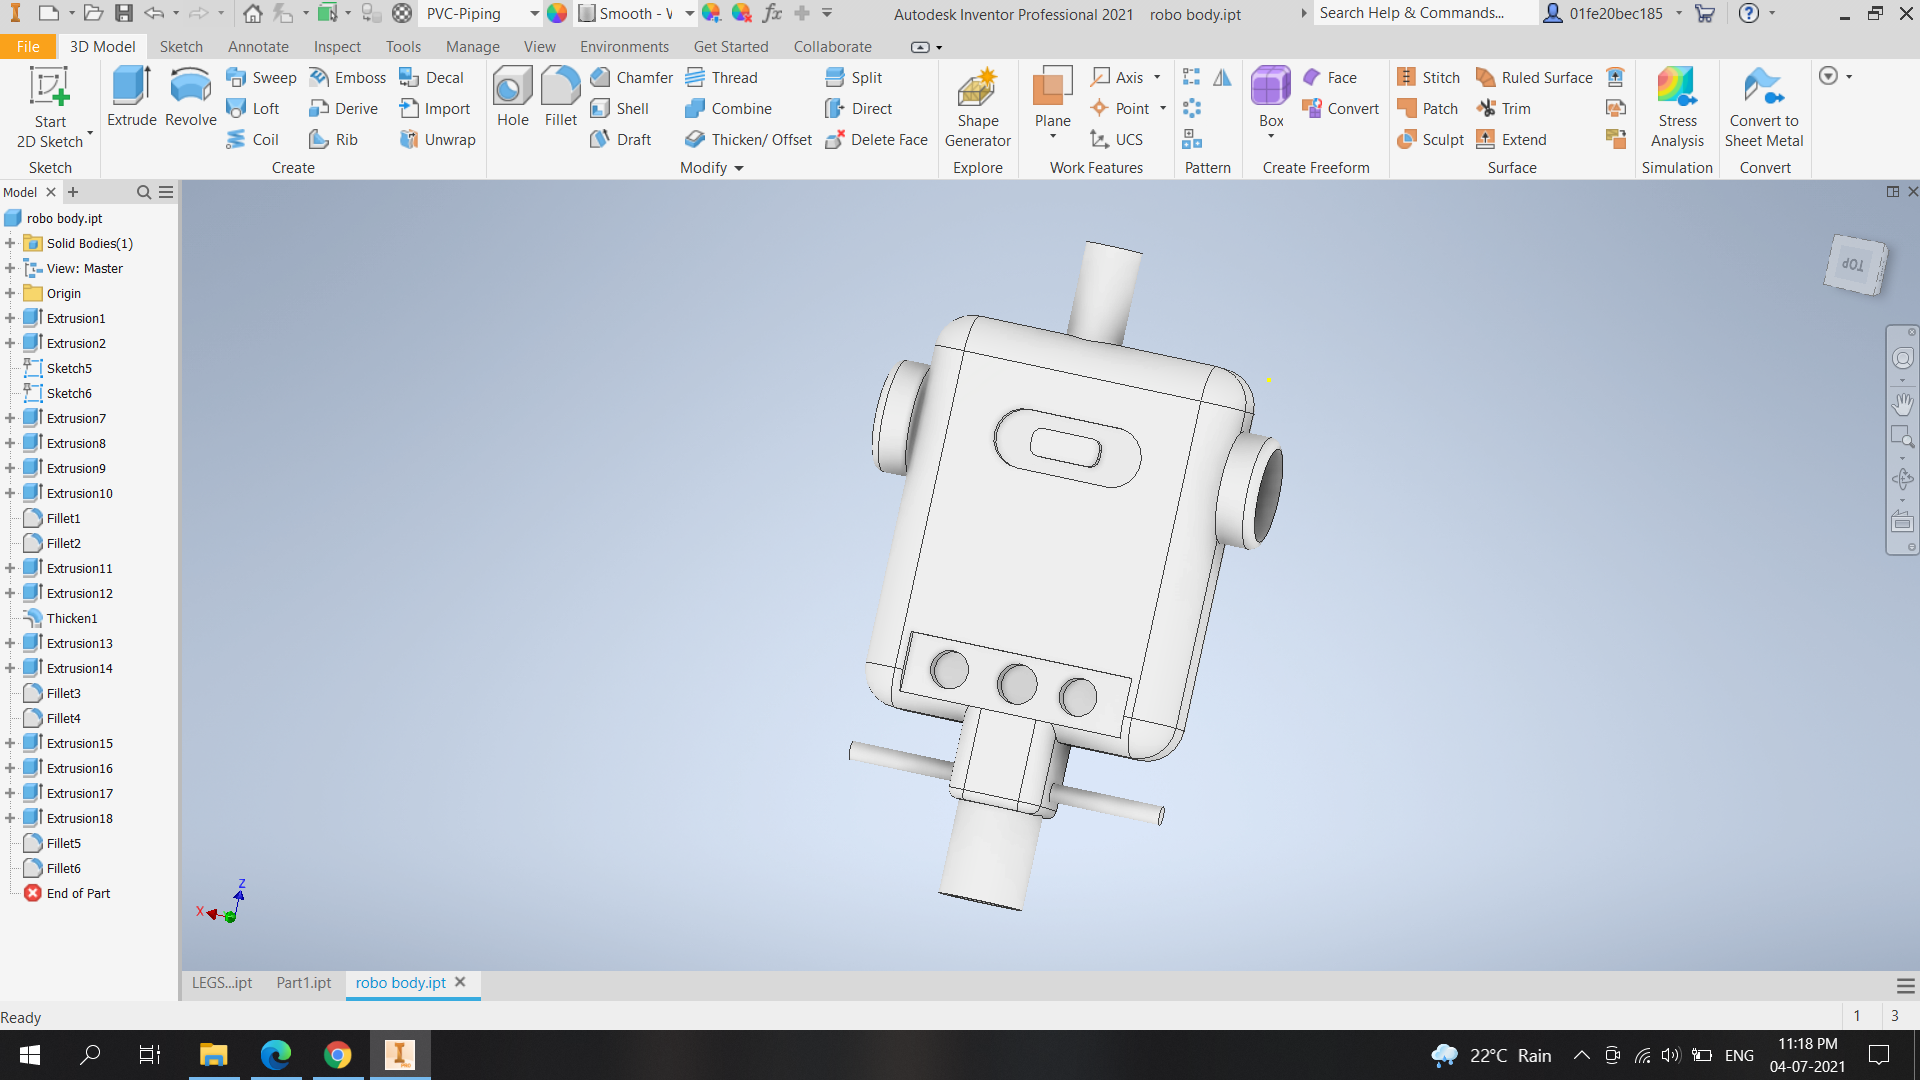 PVC-Piping
Smooth - V
Autodesk Inventor Professional 2021 robo body.ipt
Search Help & Commands...
01fe20bec185
File 3D Model Sketch Annotate Inspect Tools Manage View Environments Get Started Collaborate
Start
2D Sketch
Sketch
Extrude
Revolve
Sweep
Loft
Coil
Emboss
Derive
Rib
Decal
Import
Unwrap
Create
Hole
Fillet
Chamfer
Shell
Draft
Thread
Combine
Thicken/ Offset
Split
Direct
Delete Face
Modify
Shape
Generator
Explore
Plane
Axis
Point
UCS
Work Features
Pattern
Box
Face
Convert
Create Freeform
Stitch
Patch
Sculpt
Ruled Surface
Trim
Extend
Surface
Stress
Analysis
Simulation
Convert to
Sheet Metal
Convert
Model
robo body.ipt
Solid Bodies(1)
View: Master
Origin
Extrusion1
Extrusion2
Sketch5
Sketch6
Extrusion7
Extrusion8
Extrusion9
Extrusion10
Fillet1
Fillet2
Extrusion11
Extrusion12
Thicken1
Extrusion13
Extrusion14
Fillet3
Fillet4
Extrusion15
Extrusion16
Extrusion17
Extrusion18
Fillet5
Fillet6
End of Part
TOP
Z
X
LEGS...ipt Part1.ipt robo body.ipt
Ready
1 3
22°C Rain
ENG
11:18 PM
04-07-2021